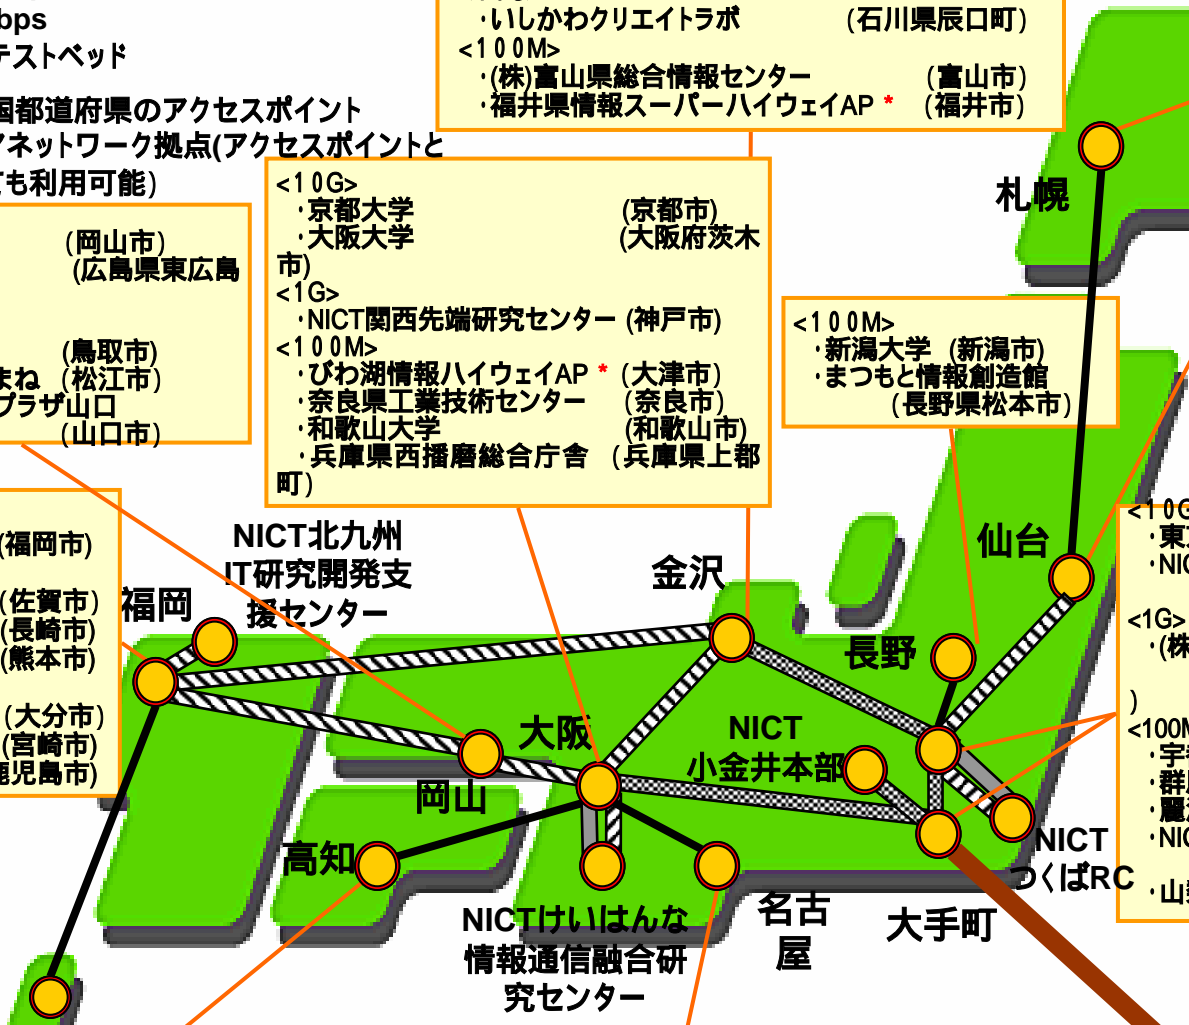 bps
テストベッド
国都道府県のアクセスポイント
ネットワーク拠点(アクセスポイントと
も利用可能)
・いしかわクリエイトラボ (石川県辰口町)
<100M>
・(株)富山県総合情報センター (富山市)
・福井県情報スーパーハイウェイAP * (福井市)
<10G>
・京都大学 (京都市)
・大阪大学 (大阪府茨木
市)
<1G>
・NICT関西先端研究センター (神戸市)
<100M>
・びわ湖情報ハイウェイAP * (大津市)
・奈良県工業技術センター (奈良市)
・和歌山大学 (和歌山市)
・兵庫県西播磨総合庁舎 (兵庫県上郡
町)
(岡山市)
(広島県東広島
(鳥取市)
まね (松江市)
プラザ山口
(山口市)
<100M>
・新潟大学 (新潟市)
・まつもと情報創造館
(長野県松本市)
(福岡市)
(佐賀市)
(長崎市)
(熊本市)
(大分市)
(宮崎市)
鹿児島市)
<10G
・東
・NIC
<1G>
・(株
)
<100M
・宇
・群
・NIC
・山
札幌
仙台
NICT北九州
IT研究開発支
援センター
福岡
金沢
長野
大阪
NICT
小金井本部
岡山
高知
NICT
つくばRC
名古
屋
大手町
NICTけいはんな
情報通信融合研
究センター